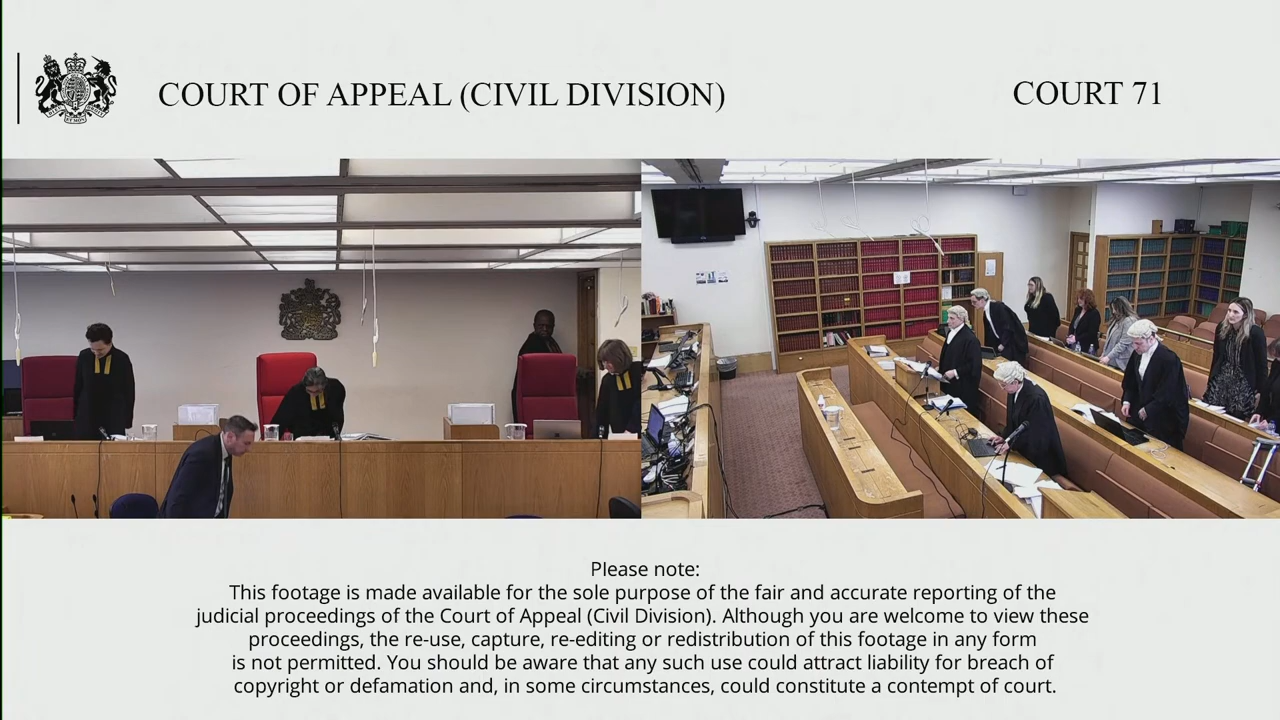 COURT OF APPEAL (CIVIL DIVISION)
COURT 71
Please note:
This footage is made available for the sole purpose of the fair and accurate reporting of the
judicial proceedings of the Court of Appeal (Civil Division). Although you are welcome to view these
proceedings, the re-use, capture, re-editing or redistribution of this footage in any form
is not permitted. You should be aware that any such use could attract liability for breach of
copyright or defamation and, in some circumstances, could constitute a contempt of court.